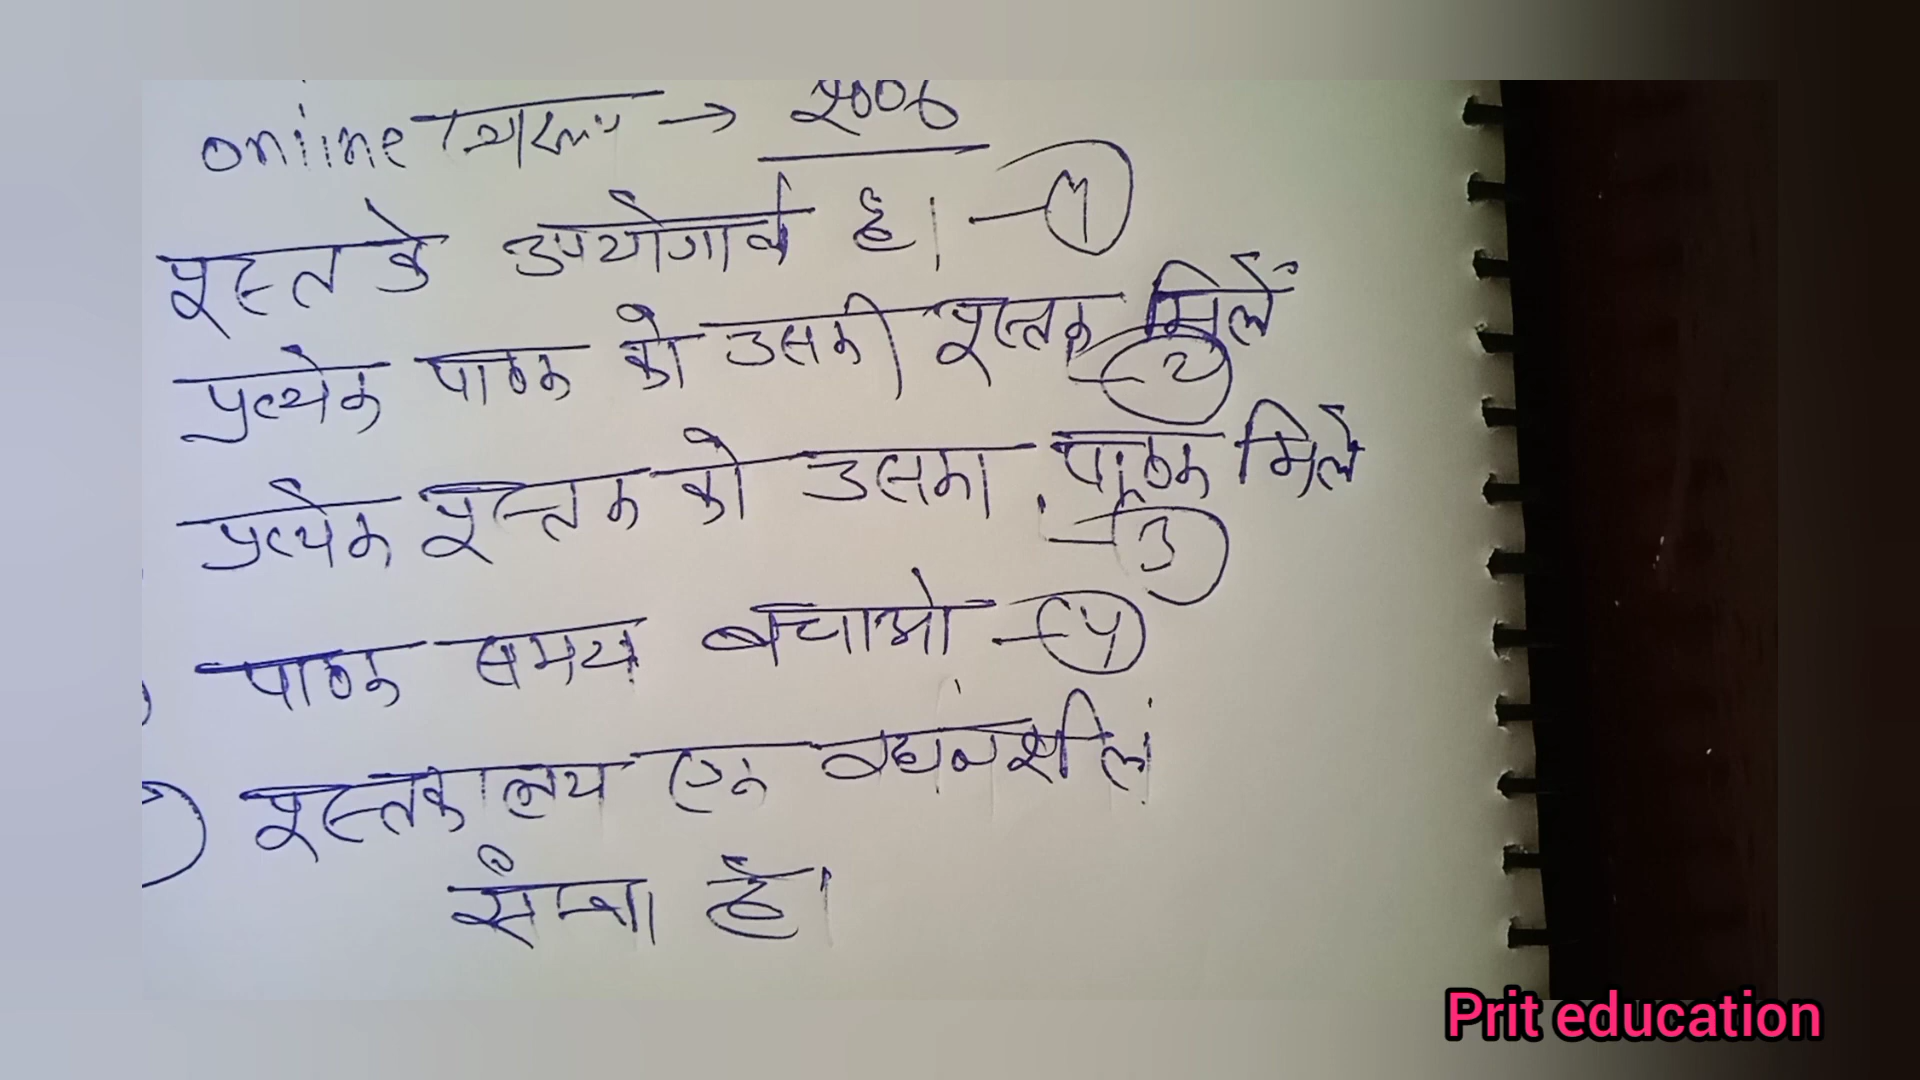 online → 2006
पुस्तके उपयोगार्थ है। — 1
प्रत्येक पाठक को उसकी पुस्तक मिलें
— 2
प्रत्येक पुस्तक को उसका पाठक मिले
— 3
पाठक समय बचाओ — 4
पुस्तकालय एक वर्धनशील
संस्था है।
Prit education